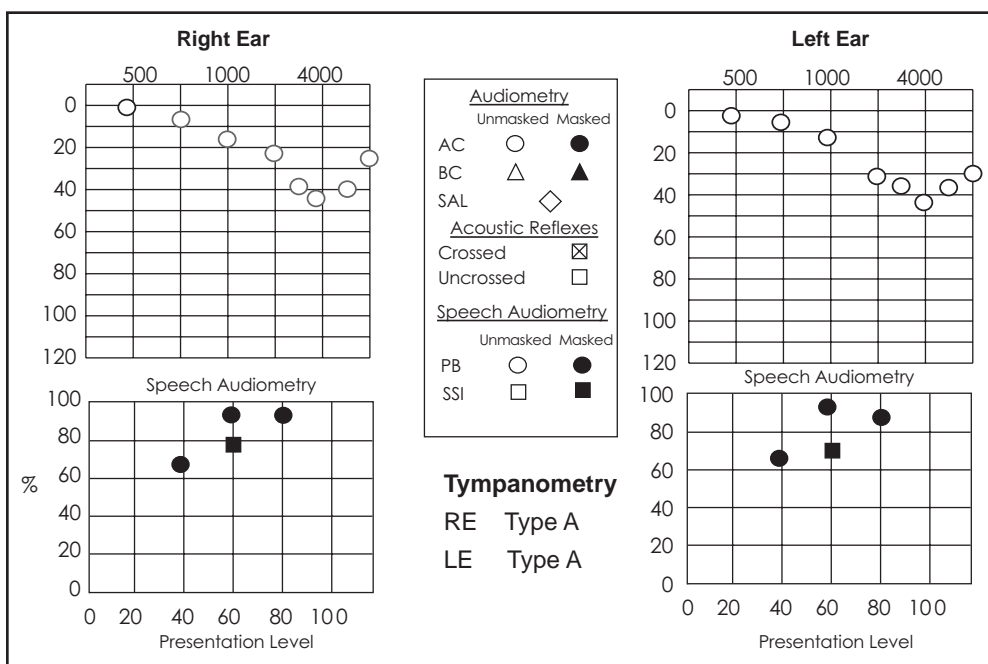 Right Ear
500 1000 4000
0
20
40
60
80
100
120
Speech Audiometry
100
80
60
40
20
0
%
0 20 40 60 80 100
Presentation Level
Audiometry
Unmasked Masked
AC
BC
SAL
Acoustic Reflexes
Crossed
Uncrossed
Speech Audiometry
Unmasked Masked
PB
SSI
Tympanometry
RE Type A
LE Type A
Left Ear
500 1000 4000
0
20
40
60
80
100
120
Speech Audiometry
100
80
60
40
20
0
0 20 40 60 80 100
Presentation Level